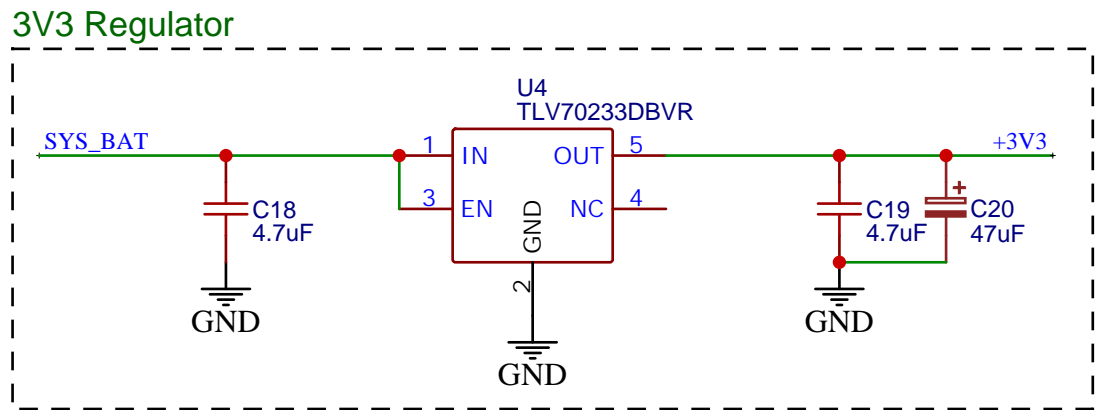 3V3 Regulator
U4
TLV70233DBVR
SYS_BAT
1
IN
OUT
5
+3V3
3
EN
GND
NC
4
2
C18
4.7uF
C19
4.7uF
+
C20
47uF
GND
GND
GND